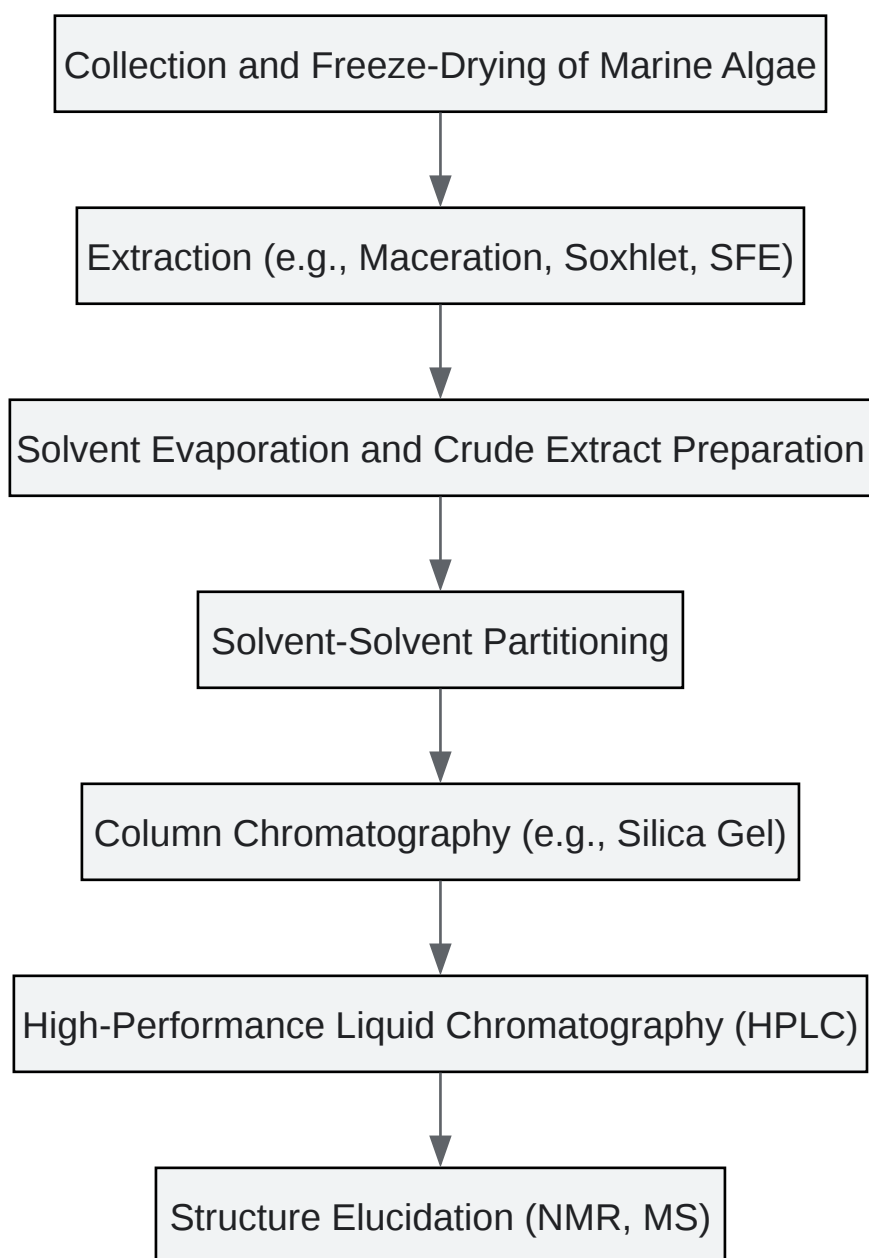 Collection and Freeze-Drying of Marine Algae
Extraction (e.g., Maceration, Soxhlet, SFE)
Solvent Evaporation and Crude Extract Preparation
Solvent-Solvent Partitioning
Column Chromatography (e.g., Silica Gel)
High-Performance Liquid Chromatography (HPLC)
Structure Elucidation (NMR, MS)